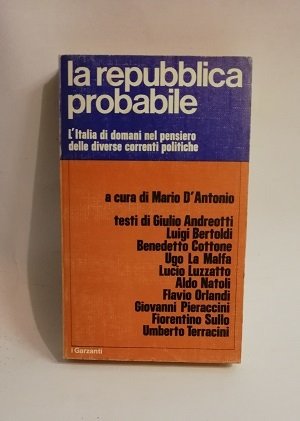 la repubblica
probabile
L'Italia di domani nel pensiero
delle diverse correnti politiche
a cura di Mario D'Antonio
testi di Giulio Andreotti
Luigi Bertoldi
Benedetto Cottone
Ugo La Malfa
Lucio Luzzatto
Aldo Natoli
Flavio Orlandi
Giovanni Pieraccini
Fiorentino Sullo
Umberto Terracini
I Garzanti